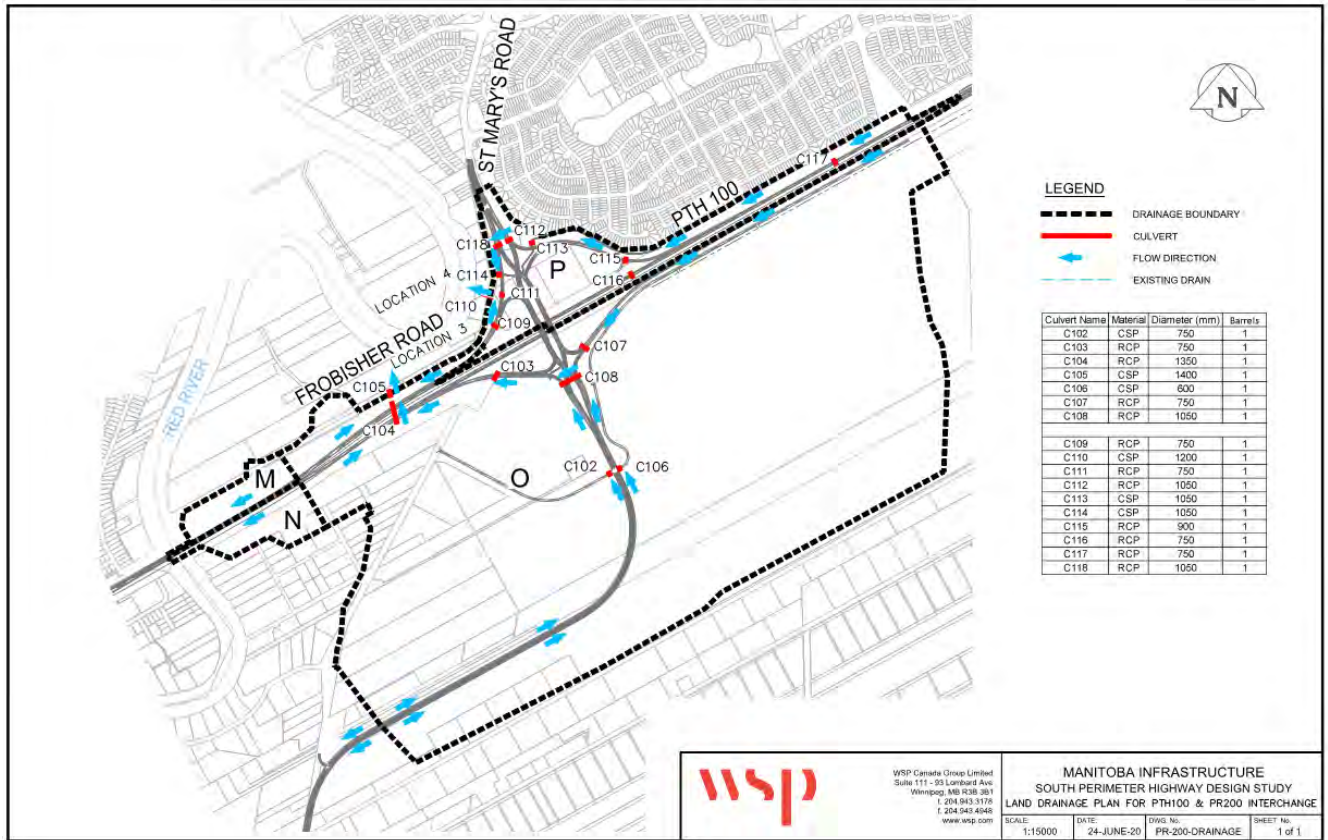 ST MARY'S ROAD
N
C117
LEGEND
DRAINAGE BOUNDARY
CULVERT
FLOW DIRECTION
EXISTING DRAIN
PTH 100
C112
C118
C113
P
C115
C116
LOCATION 4
C114
C111
C110
C109
FROBISHER ROAD
LOCATION 3
C107
C103
C108
C105
C104
RED RIVER
M
N
O
C102
C106
Culvert Name Material Diameter (mm) Barrels
C102 CSP 750 1
C103 RCP 750 1
C104 RCP 1350 1
C105 CSP 1400 1
C106 CSP 600 1
C107 RCP 750 1
C108 RCP 1050 1
C109 RCP 750 1
C110 CSP 1200 1
C111 RCP 750 1
C112 RCP 1050 1
C113 CSP 1050 1
C114 CSP 1050 1
C115 RCP 900 1
C116 RCP 750 1
C117 RCP 750 1
C118 RCP 1050 1
wsp
WSP Canada Group Limited
Suite 111 - 93 Lombard Ave
Winnipeg, MB R3B 3B1
t. 204.943.3178
f. 204.943.4948
www.wsp.com
MANITOBA INFRASTRUCTURE
SOUTH PERIMETER HIGHWAY DESIGN STUDY
LAND DRAINAGE PLAN FOR PTH100 & PR200 INTERCHANGE
SCALE: 1:15000
DATE: 24-JUNE-20
DWG. No. PR-200-DRAINAGE
SHEET No. 1 of 1